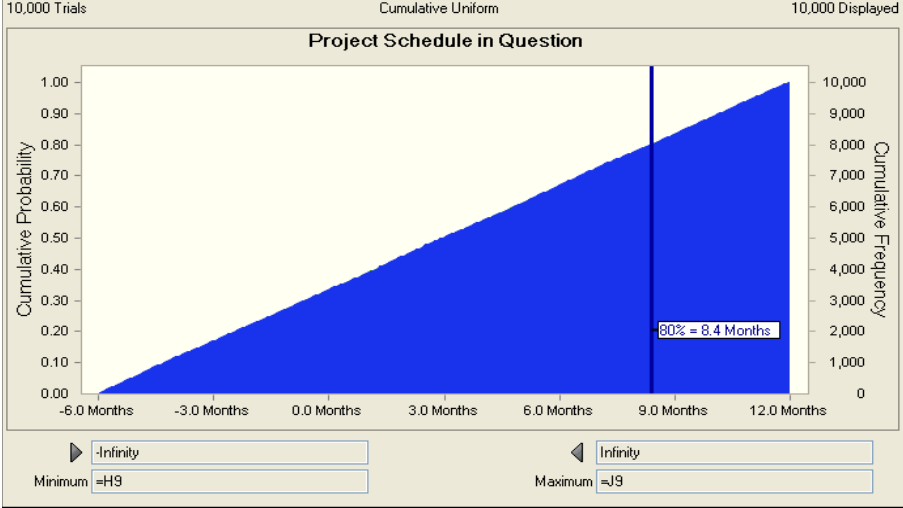 10,000 Trials Cumulative Uniform 10,000 Displayed
Project Schedule in Question
Cumulative Probability
1.00
0.90
0.80
0.70
0.60
0.50
0.40
0.30
0.20
0.10
0.00
10,000
9,000
8,000
7,000
6,000
5,000
4,000
3,000
2,000
1,000
0
Cumulative Frequency
80% = 8.4 Months
-6.0 Months -3.0 Months 0.0 Months 3.0 Months 6.0 Months 9.0 Months 12.0 Months
-Infinity Infinity
Minimum =H9 Maximum =J9